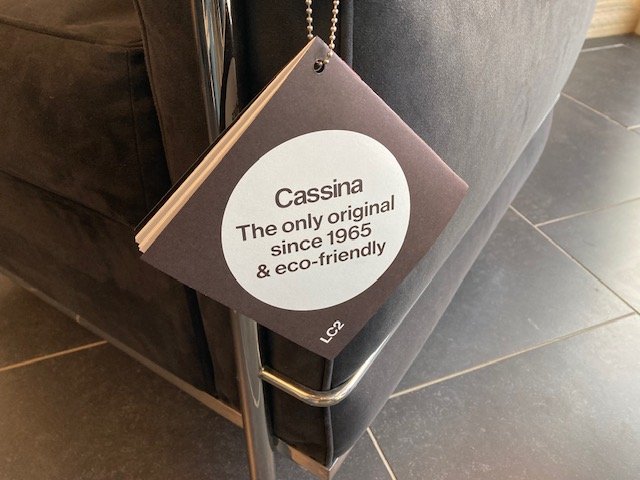 Cassina
The only original
since 1965
& eco-friendly
LC2